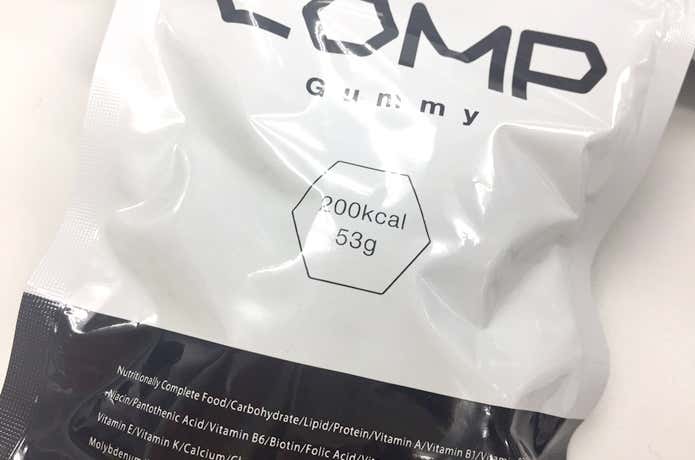 COMP
Gummy
200kcal
53g
Nutritionally Complete Food/Carbohydrate/Lipid/Protein/Vitamin A/Vitamin B1/
Niacin/Pantothenic Acid/Vitamin B6/Biotin/Folic Acid/
Vitamin E/Vitamin K/Calcium/
Molybdenum